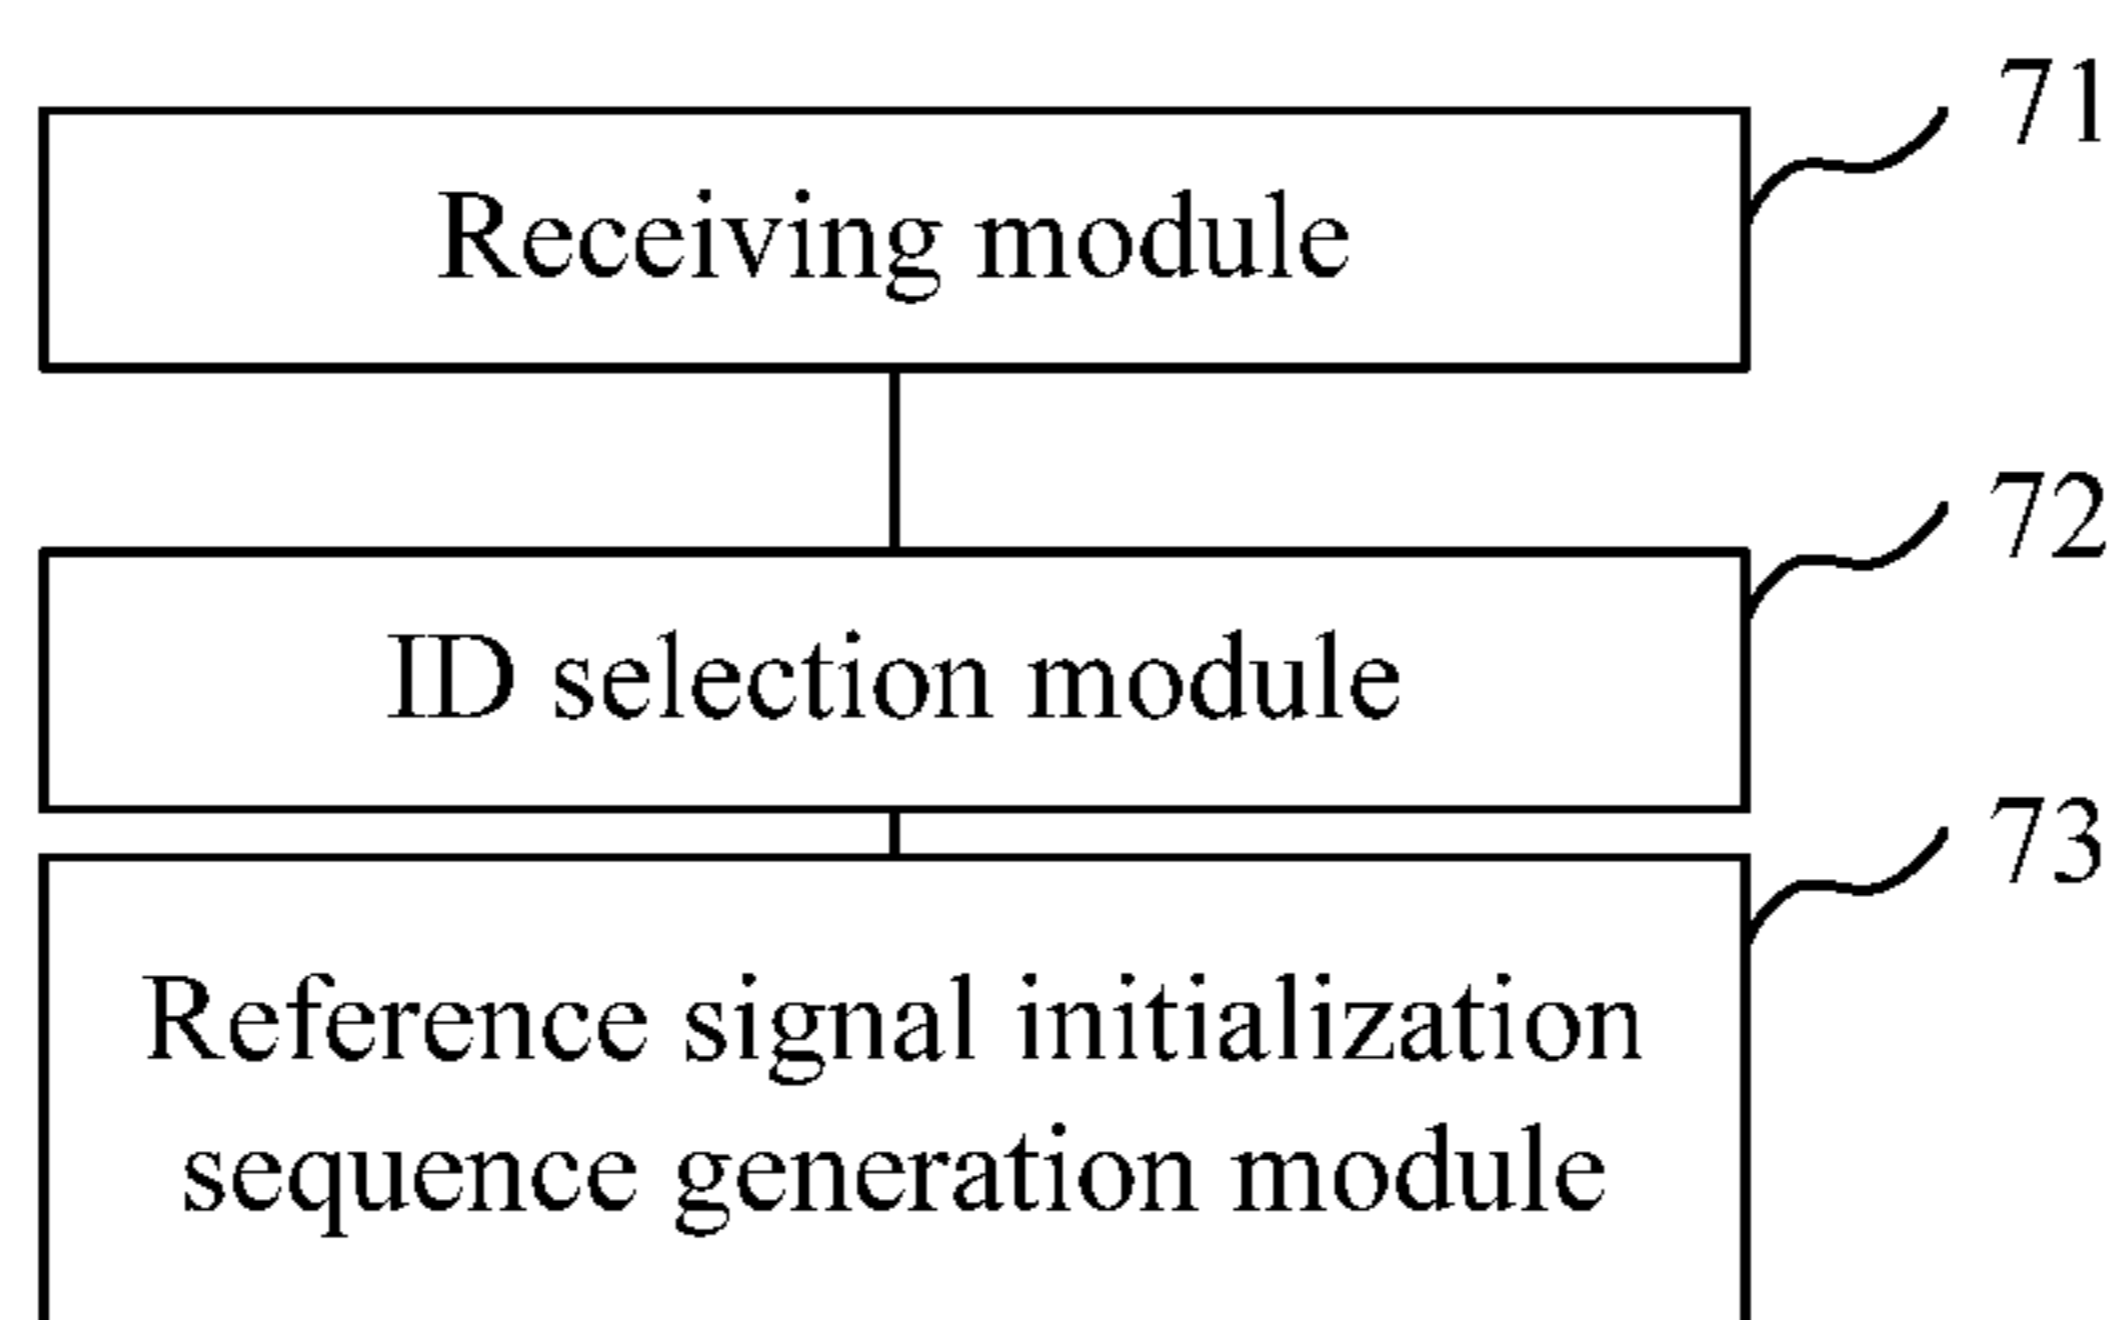 71
Receiving module
72
ID selection module
73
Reference signal initialization
sequence generation module